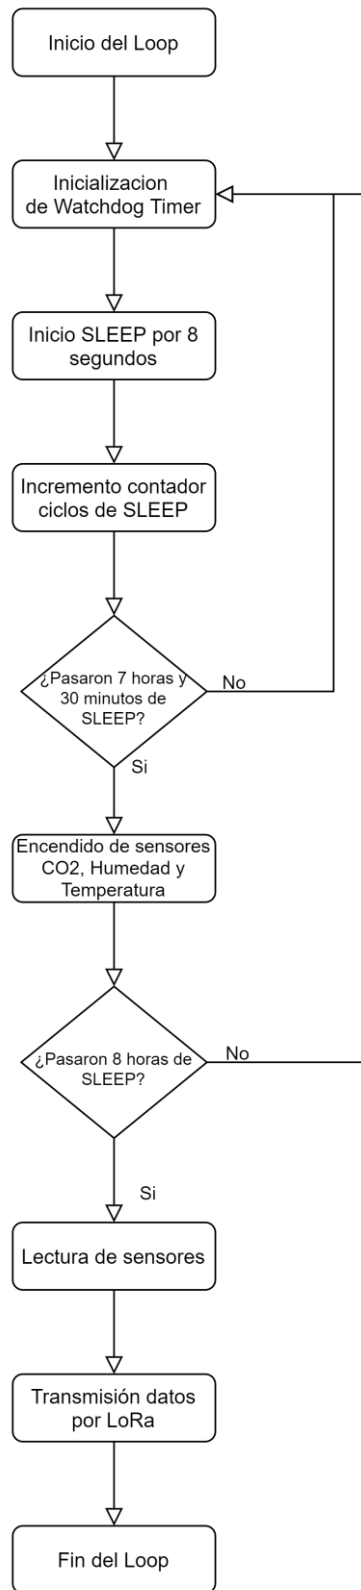 Inicio del Loop
Inicializacion
de Watchdog Timer
Inicio SLEEP por 8
segundos
Incremento contador
ciclos de SLEEP
¿Pasaron 7 horas y
30 minutos de
SLEEP?
No
Si
Encendido de sensores
CO2, Humedad y
Temperatura
¿Pasaron 8 horas de
SLEEP?
No
Si
Lectura de sensores
Transmisión datos
por LoRa
Fin del Loop